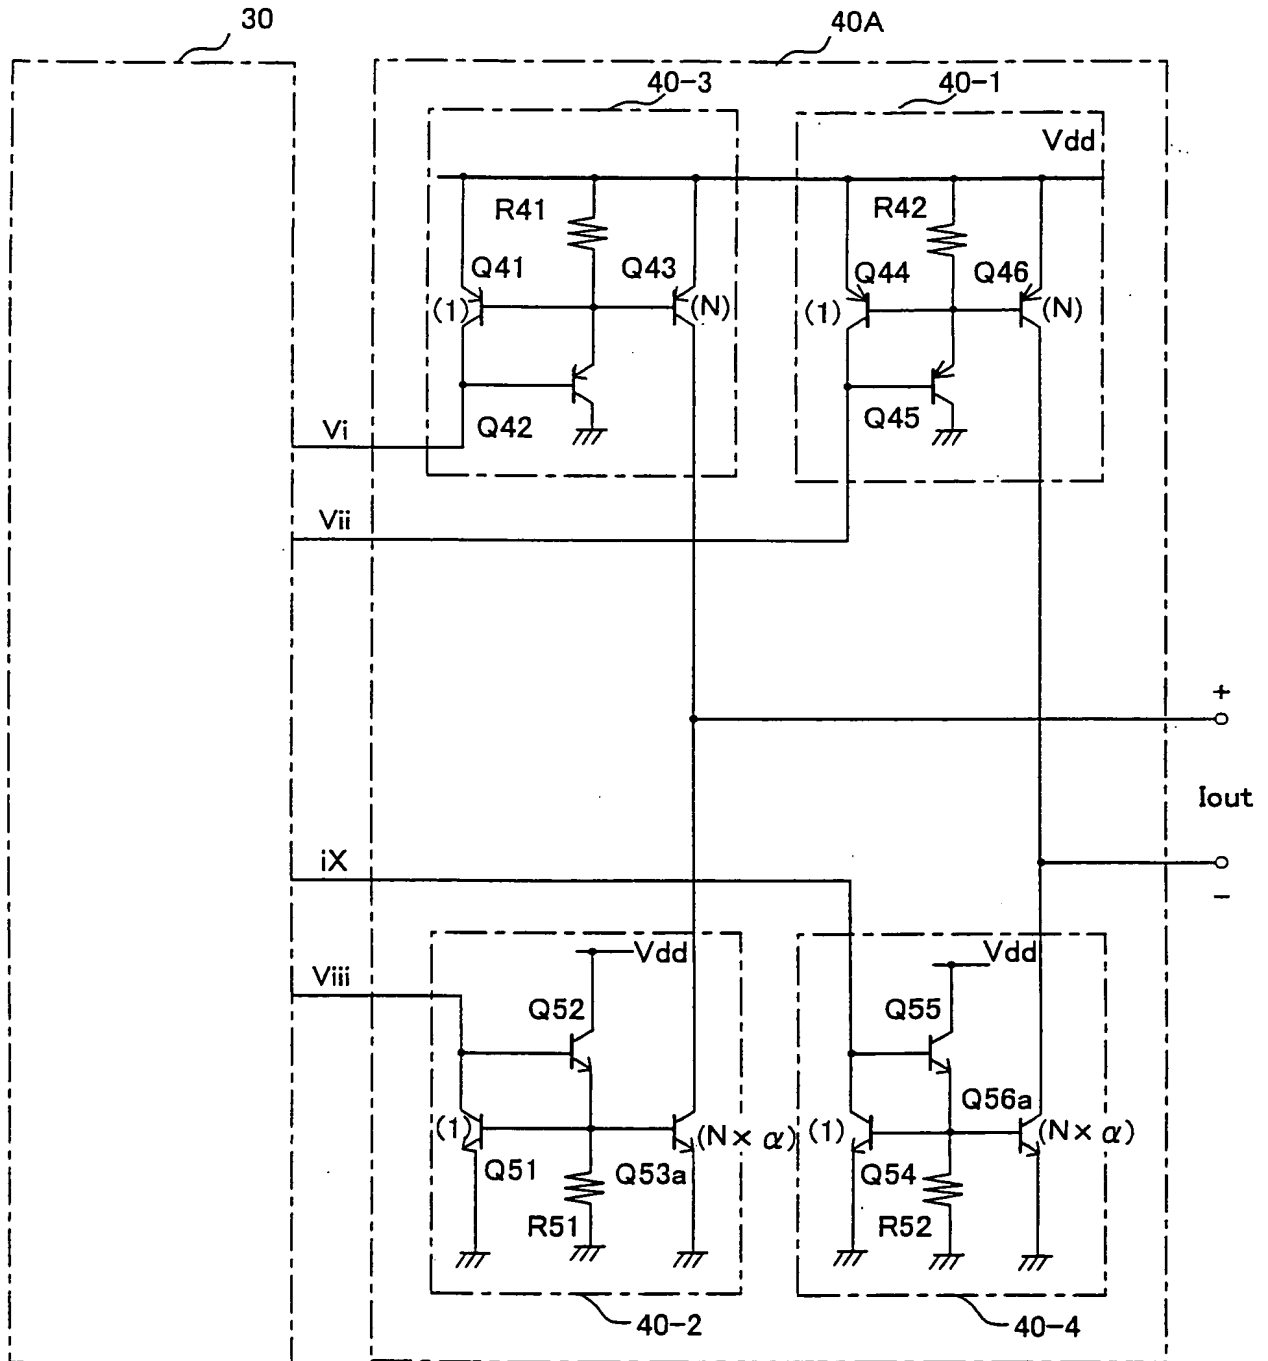 30
40A
40-3
40-1
Vdd
R41
R42
Q41
Q43
Q44
Q46
(1)
(N)
(1)
(N)
Q42
Q45
Vi
Vii
+
Iout
iX
−
Viii
Vdd
Vdd
Q52
Q55
Q56a
(1)
(N × α)
(1)
(N × α)
Q51
Q53a
Q54
R51
R52
40-2
40-4